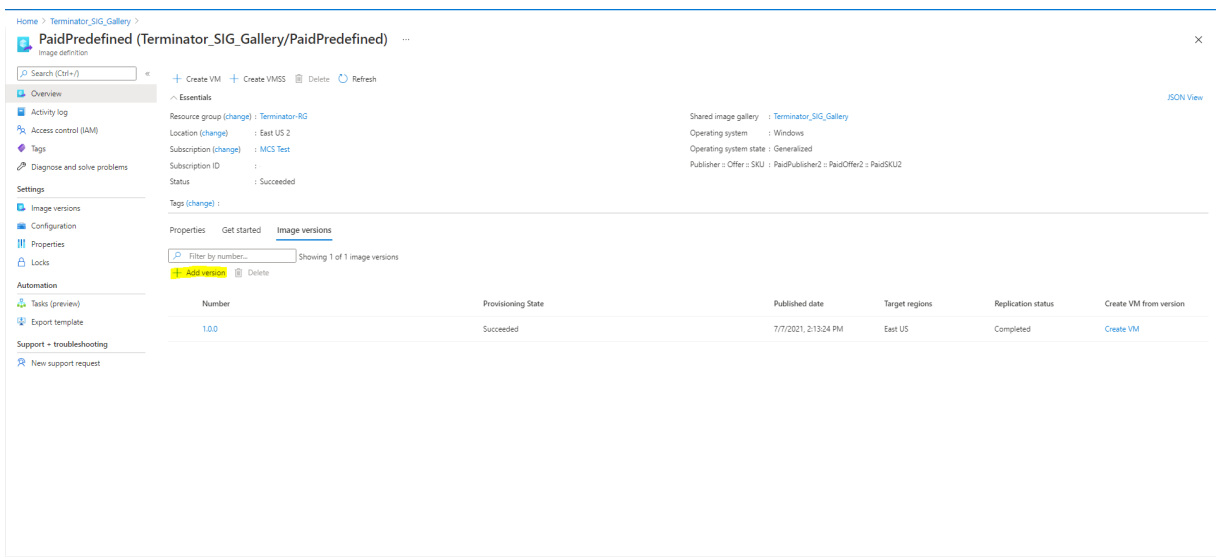 Home > Terminator_SIG_Gallery >
PaidPredefined (Terminator_SIG_Gallery/PaidPredefined) ...
Image definition
Search (Ctrl+/) «
Overview
Activity log
Access control (IAM)
Tags
Diagnose and solve problems
Settings
Image versions
Configuration
Properties
Locks
Automation
Tasks (preview)
Export template
Support + troubleshooting
New support request
Create VM Create VMSS Delete Refresh
Essentials JSON View
Resource group (change) : Terminator-RG
Location (change) : East US 2
Subscription (change) : MCS Test
Subscription ID :
Status : Succeeded
Shared image gallery : Terminator_SIG_Gallery
Operating system : Windows
Operating system state : Generalized
Publisher :: Offer :: SKU : PaidPublisher2 :: PaidOffer2 :: PaidSKU2
Tags (change) :
Properties Get started Image versions
Filter by number... Showing 1 of 1 image versions
Add version Delete
Number Provisioning State Published date Target regions Replication status Create VM from version
1.0.0 Succeeded 7/7/2021, 2:13:24 PM East US Completed Create VM